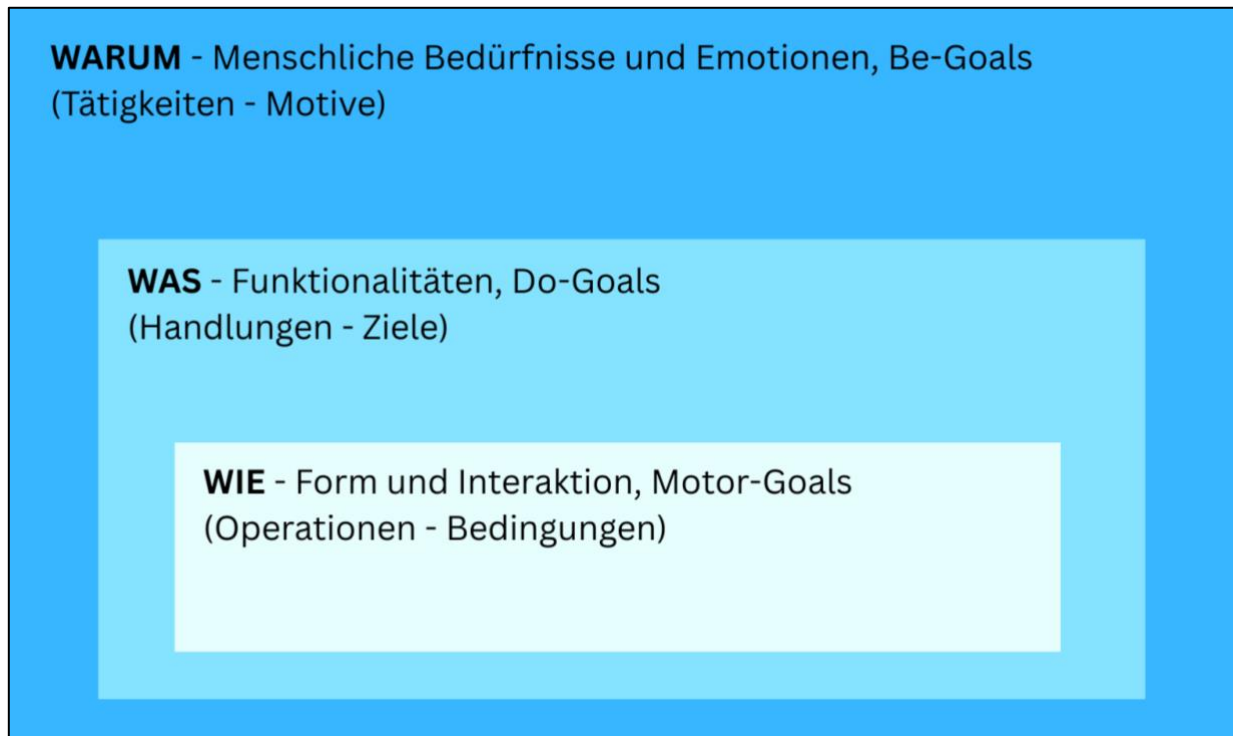 WARUM - Menschliche Bedürfnisse und Emotionen, Be-Goals
(Tätigkeiten - Motive)
WAS - Funktionalitäten, Do-Goals
(Handlungen - Ziele)
WIE - Form und Interaktion, Motor-Goals
(Operationen - Bedingungen)